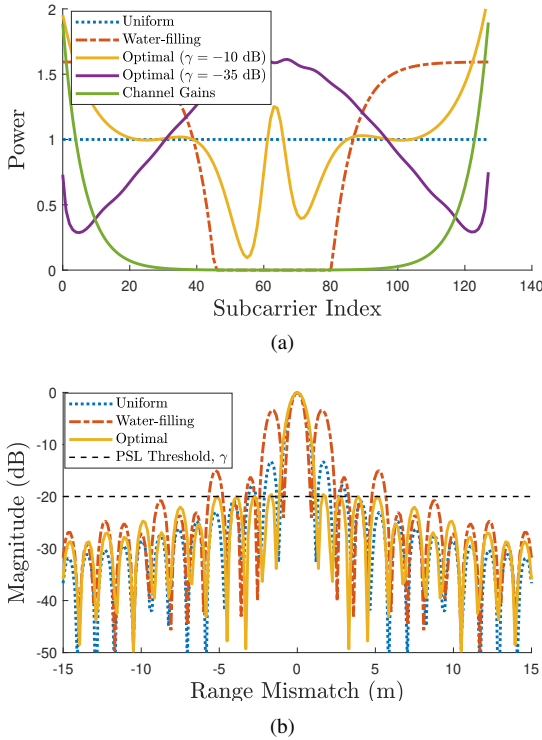 Uniform
Water-filling
Optimal (γ = −10 dB)
Optimal (γ = −35 dB)
Channel Gains
2
1.5
1
0.5
0
Power
0 20 40 60 80 100 120 140
Subcarrier Index
(a)
Uniform
Water-filling
Optimal
PSL Threshold, γ
0
-10
-20
-30
-40
-50
Magnitude (dB)
-15 -10 -5 0 5 10 15
Range Mismatch (m)
(b)